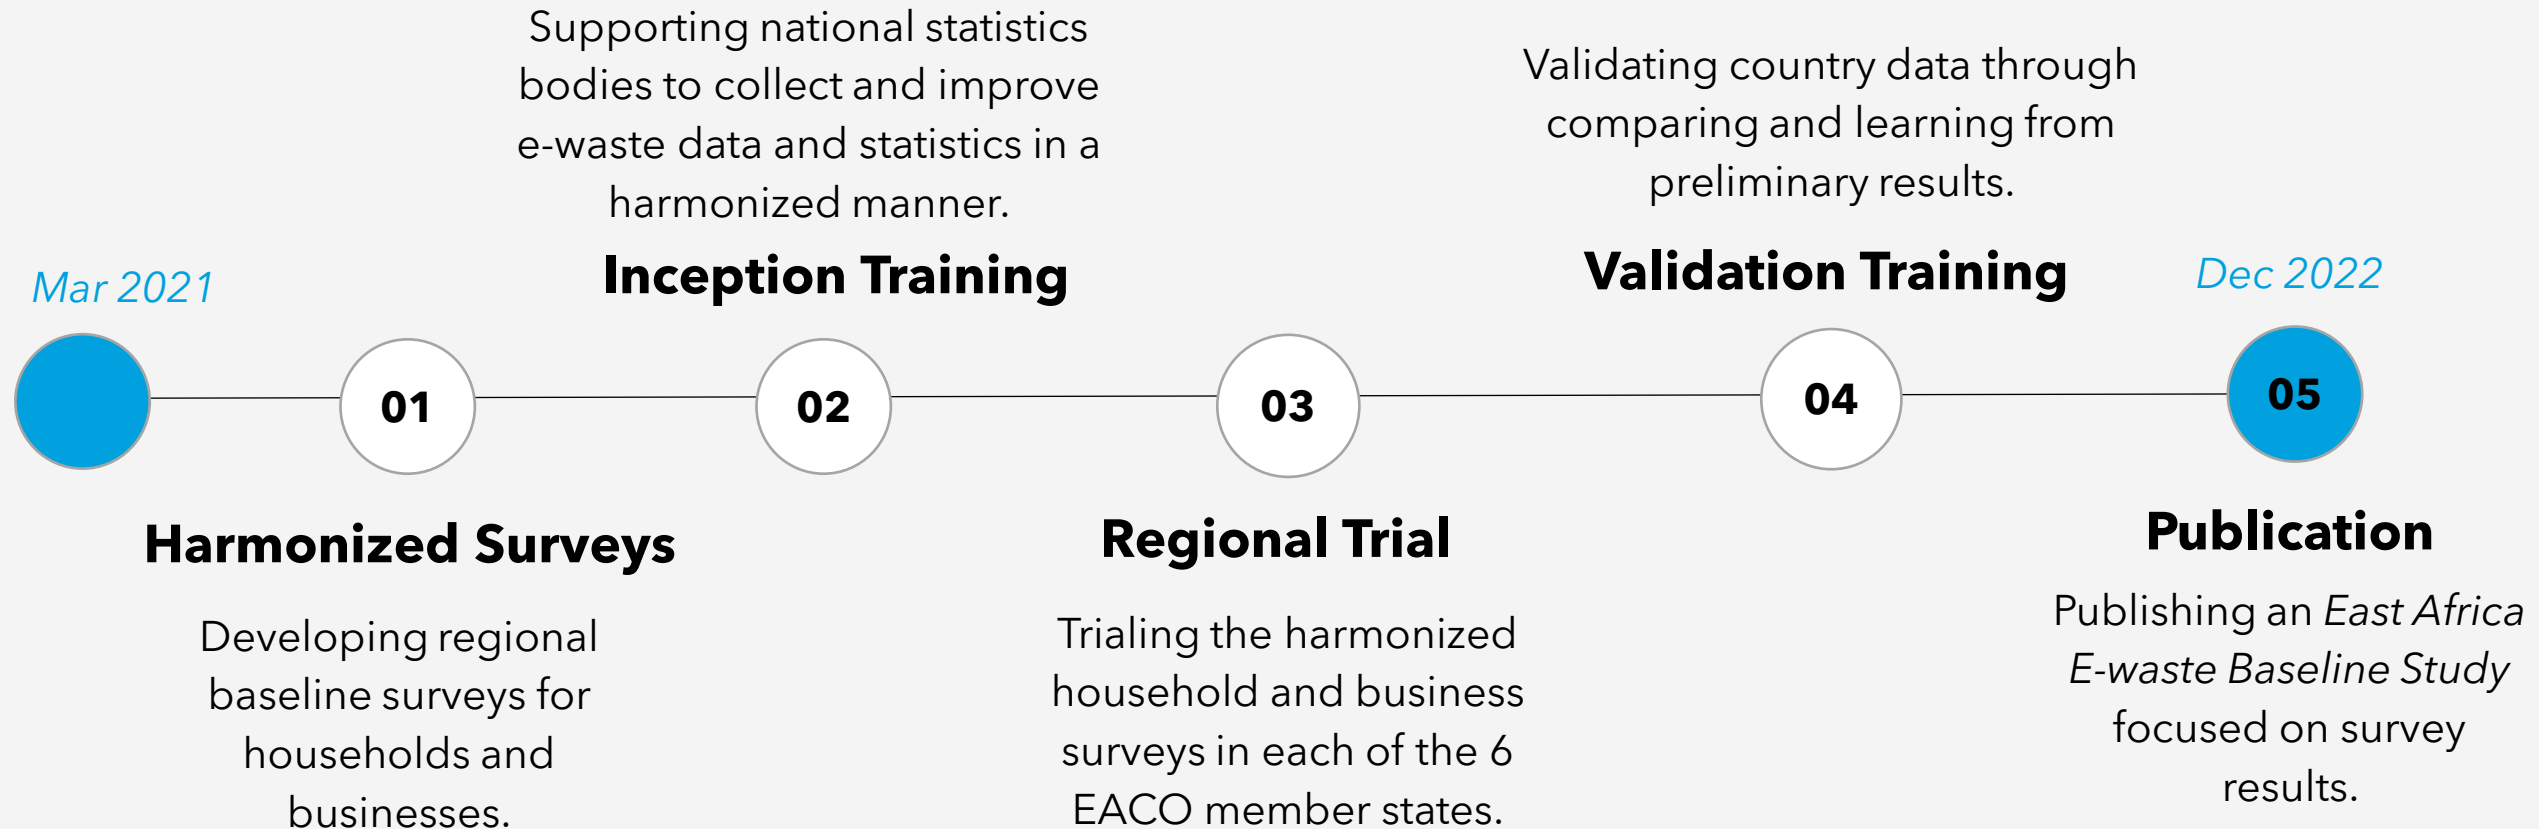 Mar 2021
01
Harmonized Surveys
Developing regional
baseline surveys for
households and
businesses.
Supporting national statistics
bodies to collect and improve
e-waste data and statistics in a
harmonized manner.
Inception Training
02
03
Regional Trial
Trialing the harmonized
household and business
surveys in each of the 6
EACO member states.
Validating country data through
comparing and learning from
preliminary results.
Validation Training
04
Dec 2022
05
Publication
Publishing an East Africa
E-waste Baseline Study
focused on survey
results.